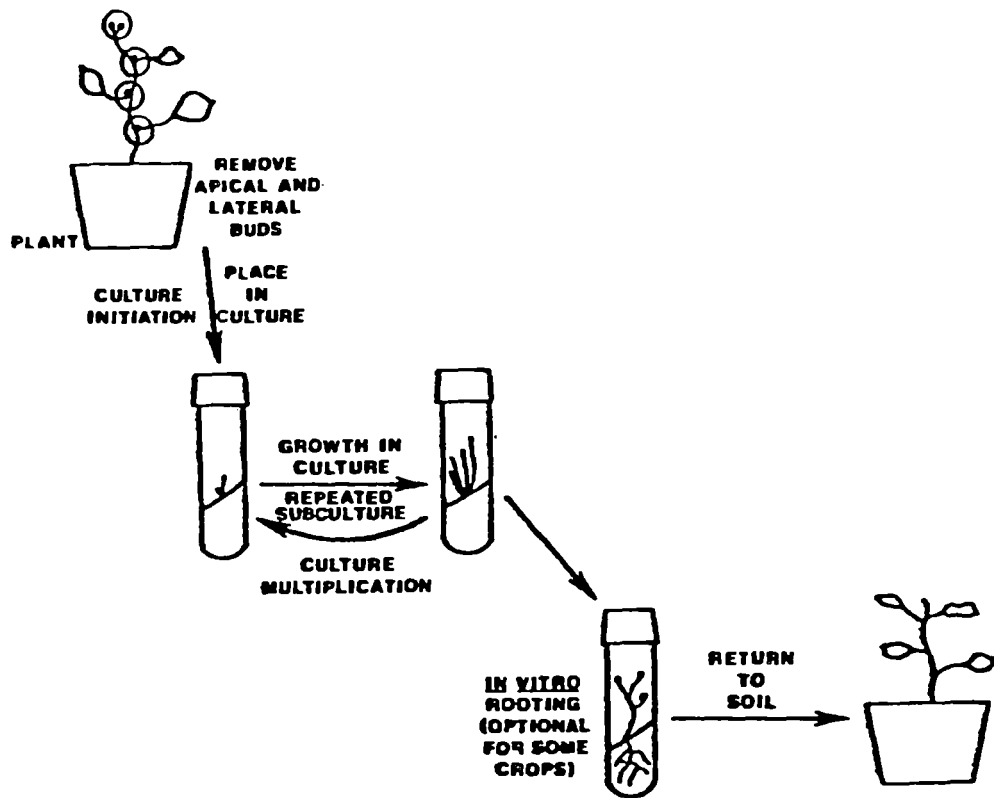 REMOVE
APICAL AND
LATERAL
BUDS
PLANT
PLACE
IN
CULTURE
CULTURE
INITIATION
GROWTH IN
CULTURE
REPEATED
SUBCULTURE
CULTURE
MULTIPLICATION
IN VITRO
ROOTING
(OPTIONAL
FOR SOME
CROPS)
RETURN
TO
SOIL